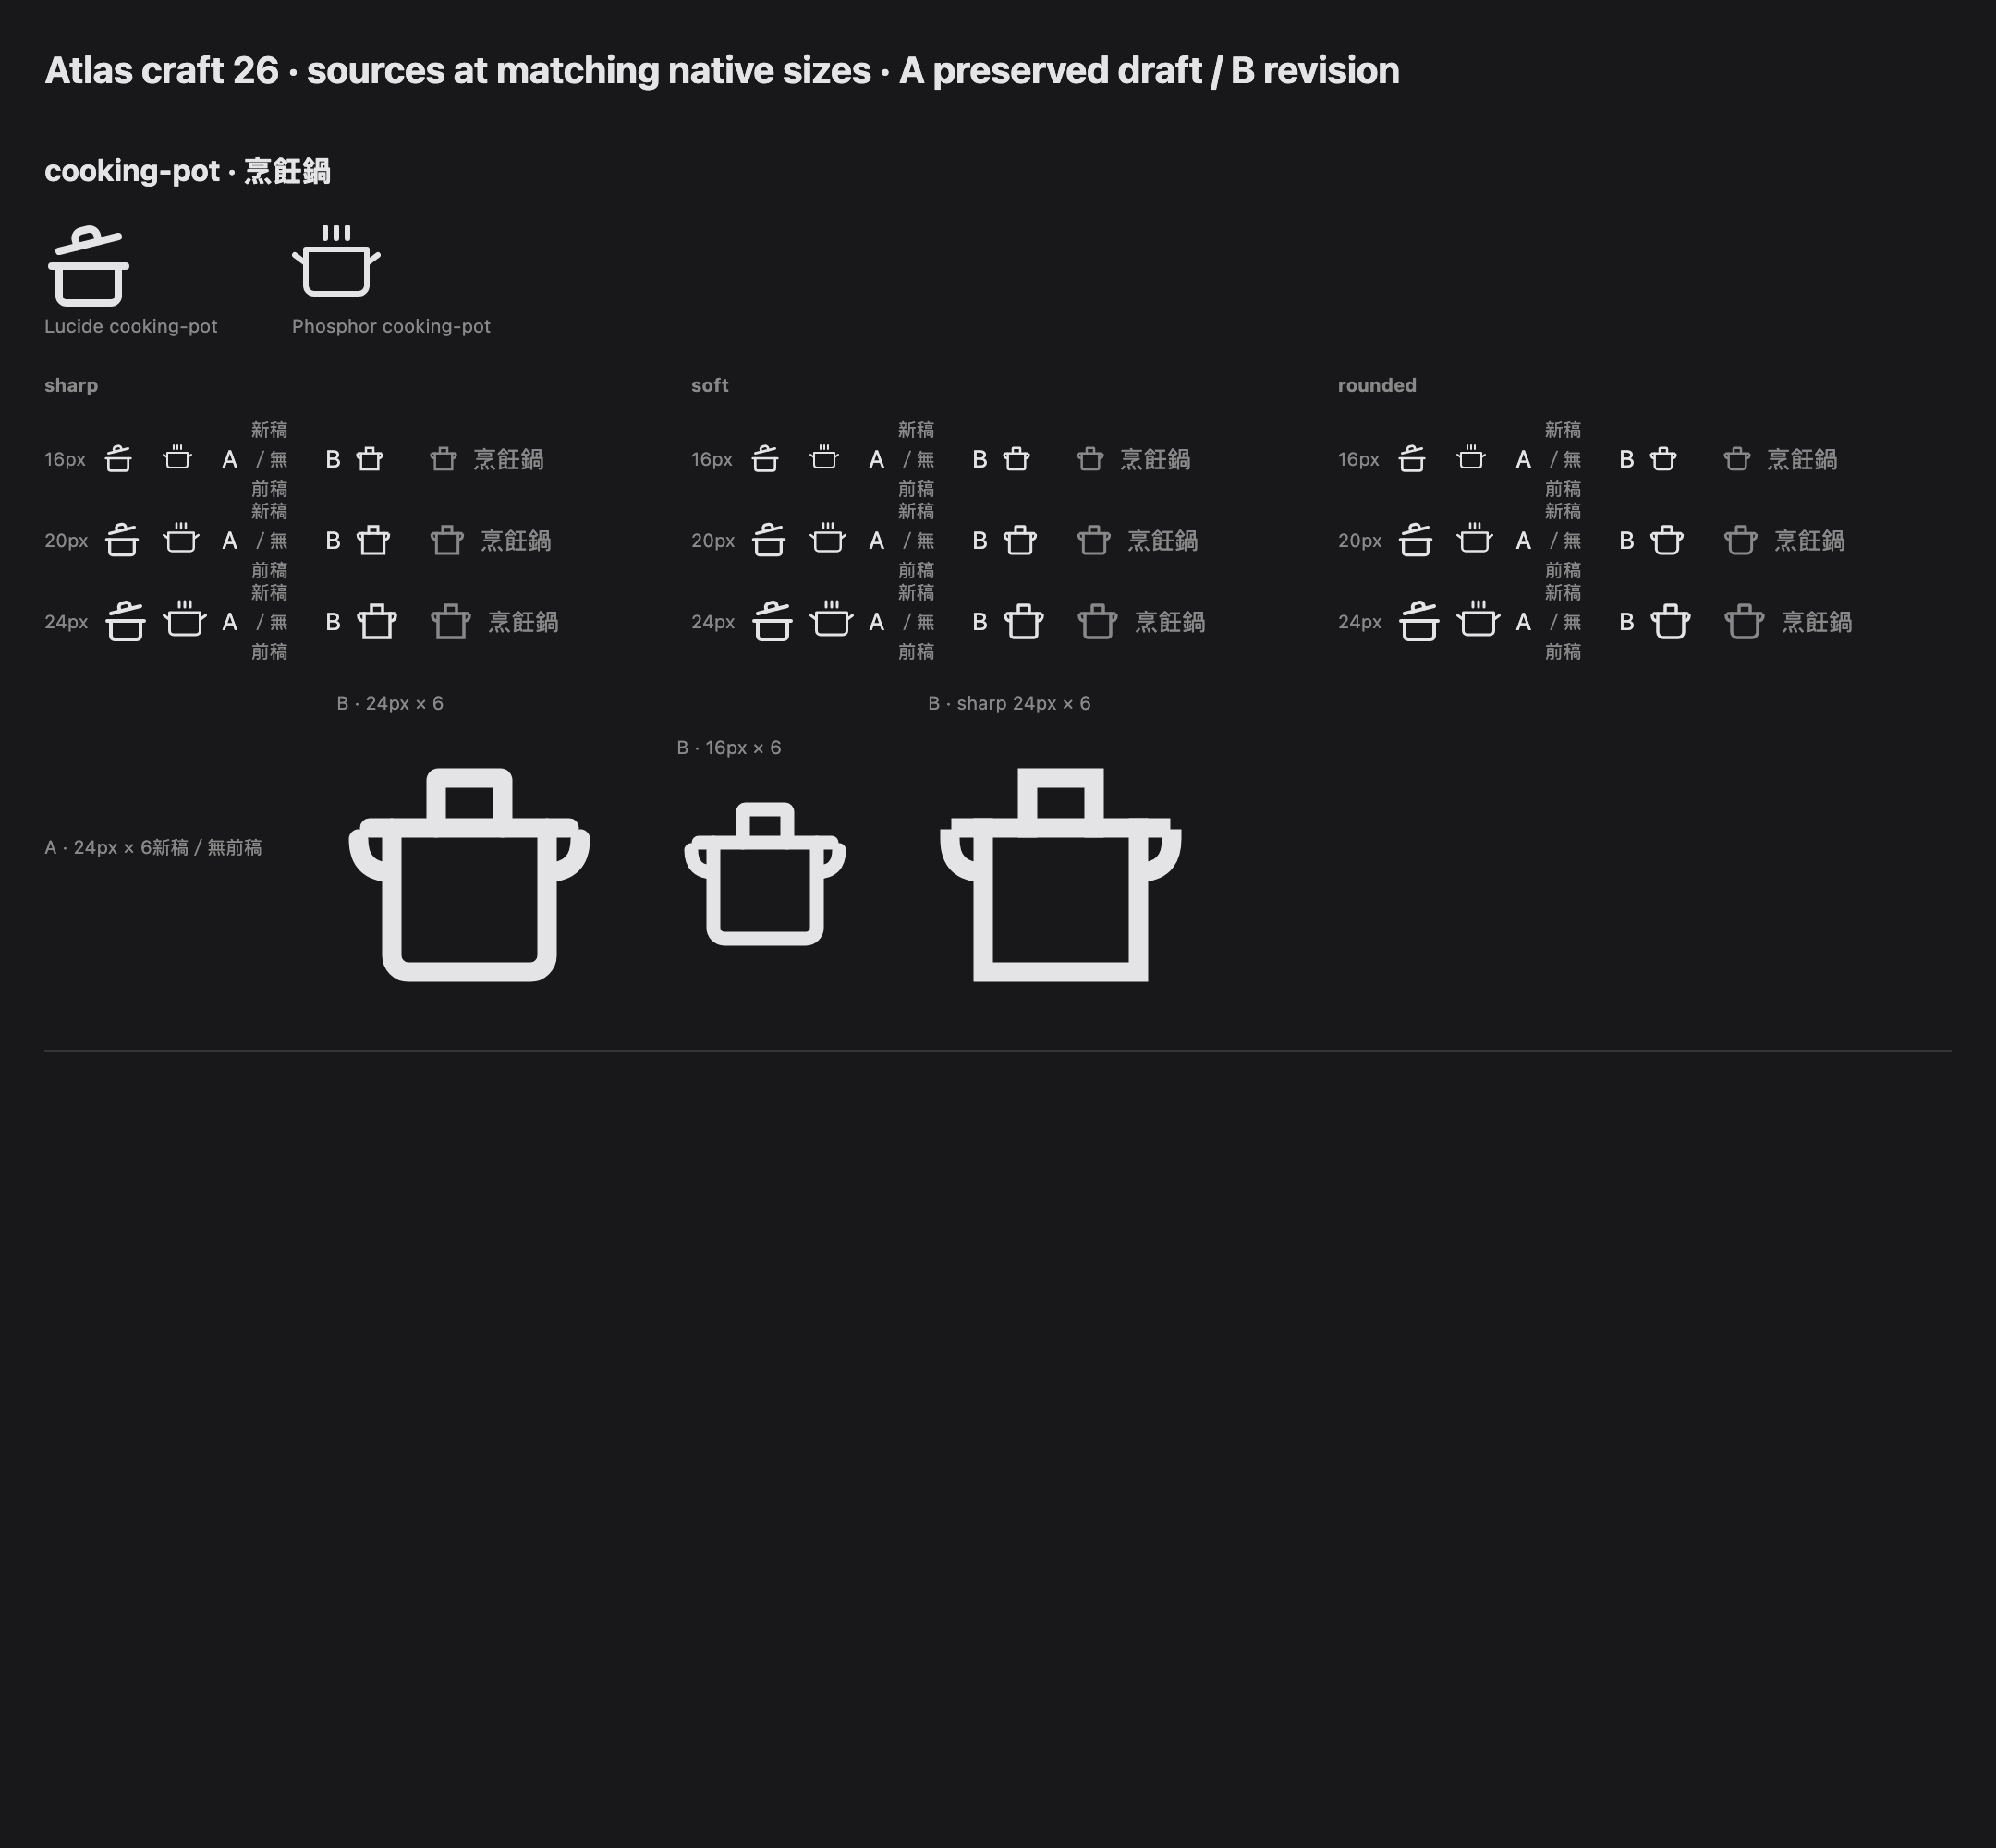 Atlas craft 26 · sources at matching native sizes · A preserved draft / B revision
cooking-pot · 烹飪鍋
Lucide cooking-pot
Phosphor cooking-pot
sharp
16px A 新稿 / 無前稿 B 烹飪鍋
20px A 新稿 / 無前稿 B 烹飪鍋
24px A 新稿 / 無前稿 B 烹飪鍋
soft
16px A 新稿 / 無前稿 B 烹飪鍋
20px A 新稿 / 無前稿 B 烹飪鍋
24px A 新稿 / 無前稿 B 烹飪鍋
rounded
16px A 新稿 / 無前稿 B 烹飪鍋
20px A 新稿 / 無前稿 B 烹飪鍋
24px A 新稿 / 無前稿 B 烹飪鍋
A · 24px × 6新稿 / 無前稿
B · 24px × 6
B · 16px × 6
B · sharp 24px × 6